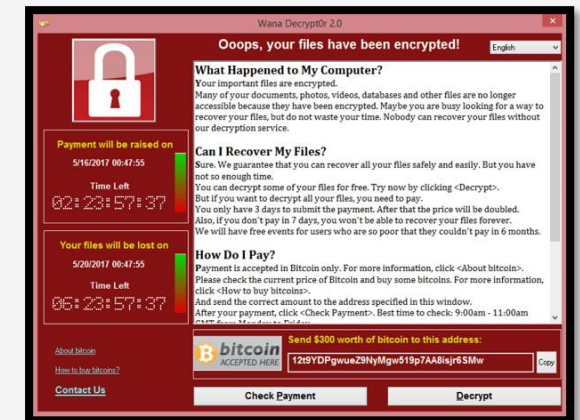 Wana Decrypt0r 2.0
Ooops, your files have been encrypted!
English
Payment will be raised on
5/16/2017 00:47:55
Time Left
02:23:57:37
Your files will be lost on
5/20/2017 00:47:55
Time Left
06:23:57:37
About bitcoin
How to buy bitcoins?
Contact Us
What Happened to My Computer?
Your important files are encrypted.
Many of your documents, photos, videos, databases and other files are no longer
accessible because they have been encrypted. Maybe you are busy looking for a way to
recover your files, but do not waste your time. Nobody can recover your files without
our decryption service.
Can I Recover My Files?
Sure. We guarantee that you can recover all your files safely and easily. But you have
not so enough time.
You can decrypt some of your files for free. Try now by clicking <Decrypt>.
But if you want to decrypt all your files, you need to pay.
You only have 3 days to submit the payment. After that the price will be doubled.
Also, if you don't pay in 7 days, you won't be able to recover your files forever.
We will have free events for users who are so poor that they couldn't pay in 6 months.
How Do I Pay?
Payment is accepted in Bitcoin only. For more information, click <About bitcoin>.
Please check the current price of Bitcoin and buy some bitcoins. For more information,
click <How to buy bitcoins>.
And send the correct amount to the address specified in this window.
After your payment, click <Check Payment>. Best time to check: 9:00am - 11:00am
GMT from Monday to Friday.
bitcoin
ACCEPTED HERE
Send $300 worth of bitcoin to this address:
12t9YDPgwueZ9NyMgw519p7AA8isjr6SMw
Copy
Check Payment
Decrypt